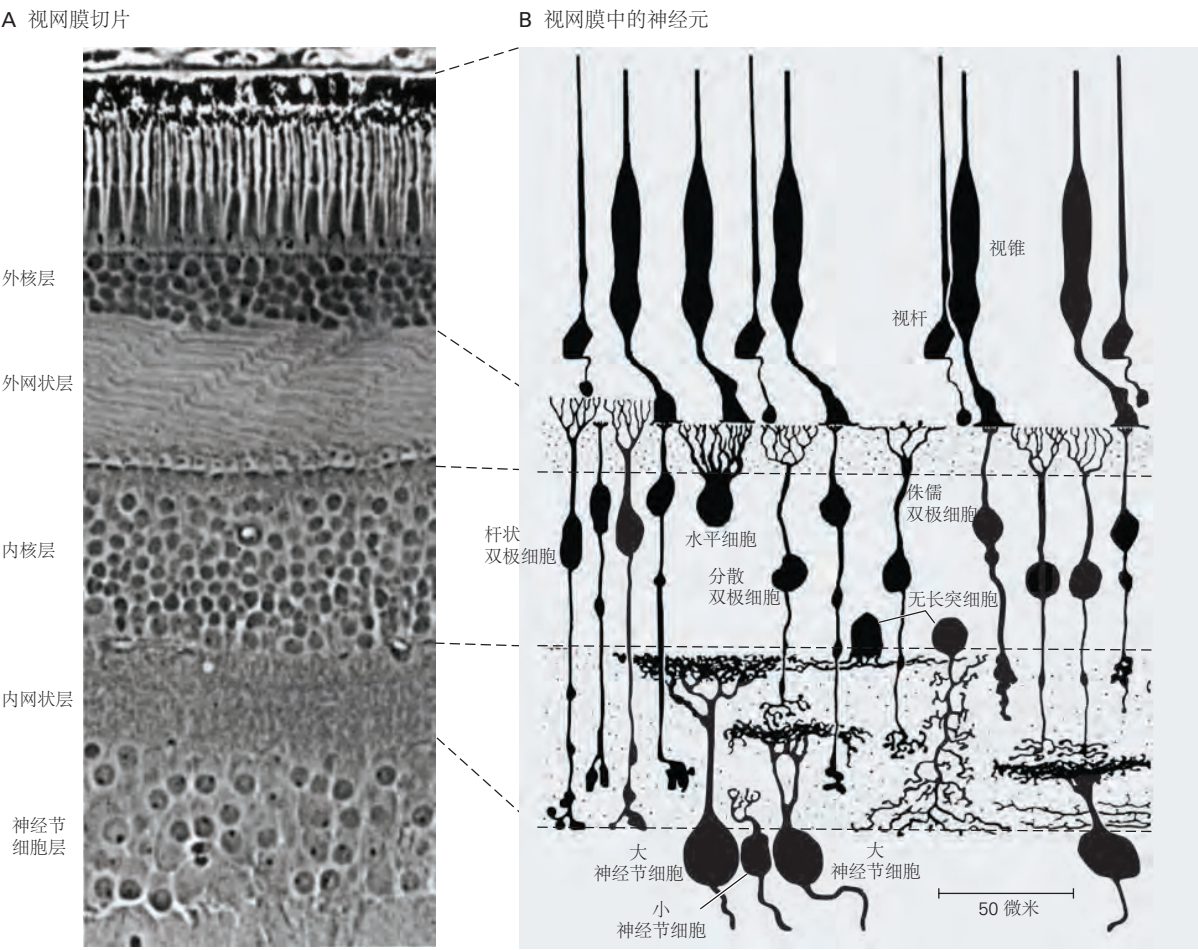 A 视网膜切片
B 视网膜中的神经元
外核层
外网状层
内核层
内网状层
神经节
细胞层
视锥
视杆
侏儒
双极细胞
杆状
双极细胞
水平细胞
分散
双极细胞
无长突细胞
大
神经节细胞
大
神经节细胞
小
神经节细胞
50 微米